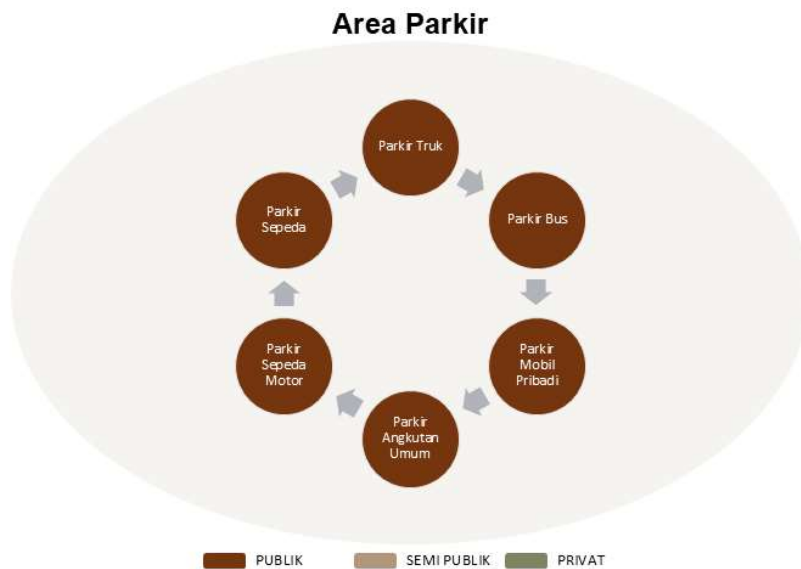 Area Parkir
Parkir Truk
Parkir Bus
Parkir
Mobil
Pribadi
Parkir
Angkutan
Umum
Parkir
Sepeda
Motor
Parkir
Sepeda
PUBLIK
SEMI PUBLIK
PRIVAT